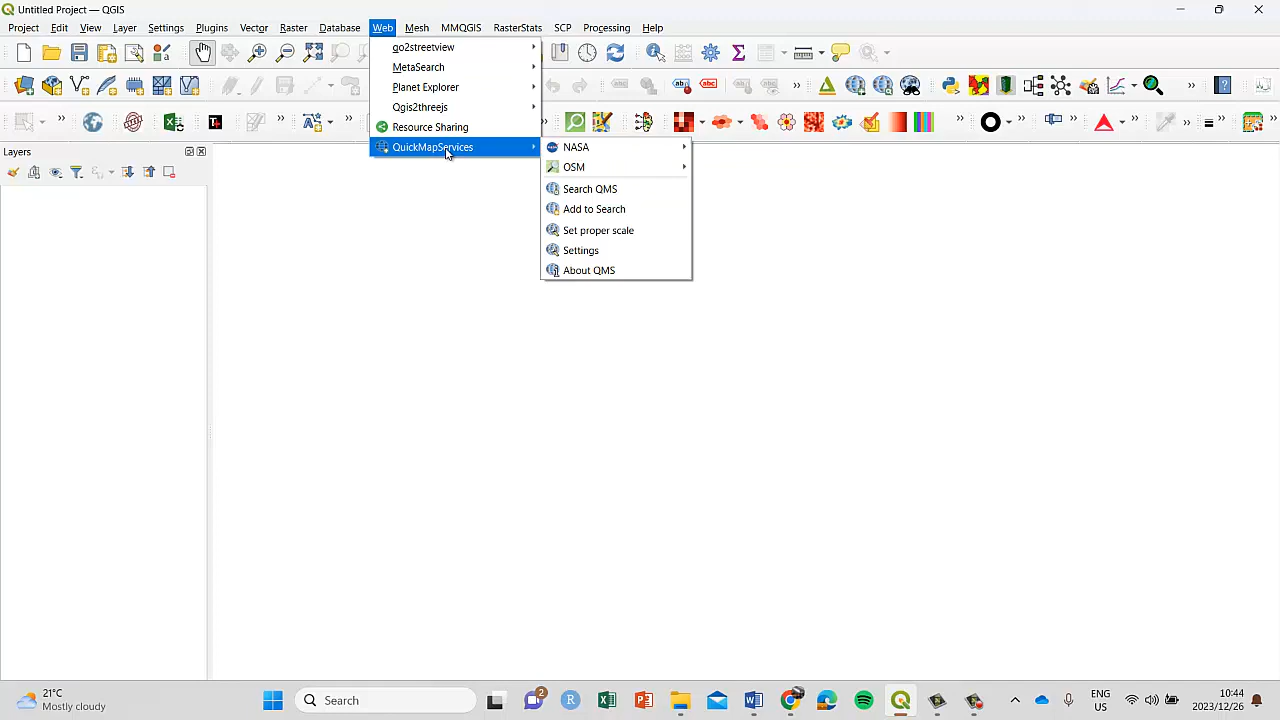 Untitled Project — QGIS
Project Edit View Layer Settings Plugins Vector Raster Database Web Mesh MMQGIS RasterStats SCP Processing Help
go2streetview
MetaSearch
Planet Explorer
Qgis2threejs
Resource Sharing
QuickMapServices
NASA
OSM
Search QMS
Add to Search
Set proper scale
Settings
About QMS
Layers
21°C
Mostly cloudy
Search
2
ENG
US
10:44
2023/12/26